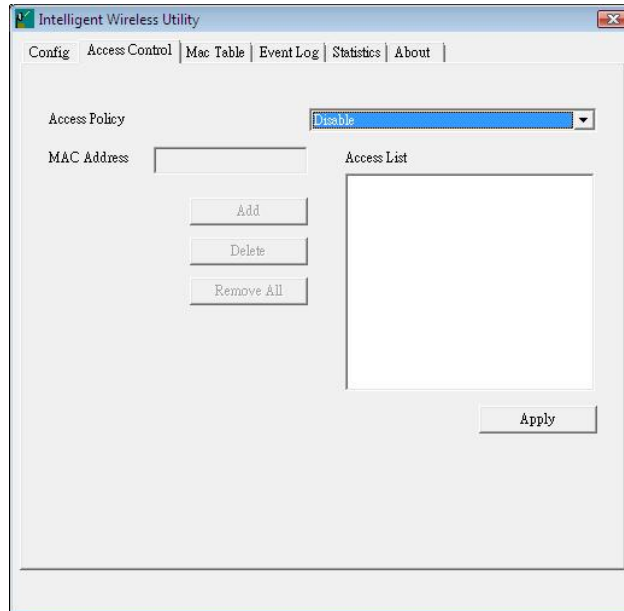 Intelligent Wireless Utility
Config Access Control Mac Table Event Log Statistics About
Access Policy Disable
MAC Address Access List
Add
Delete
Remove All
Apply